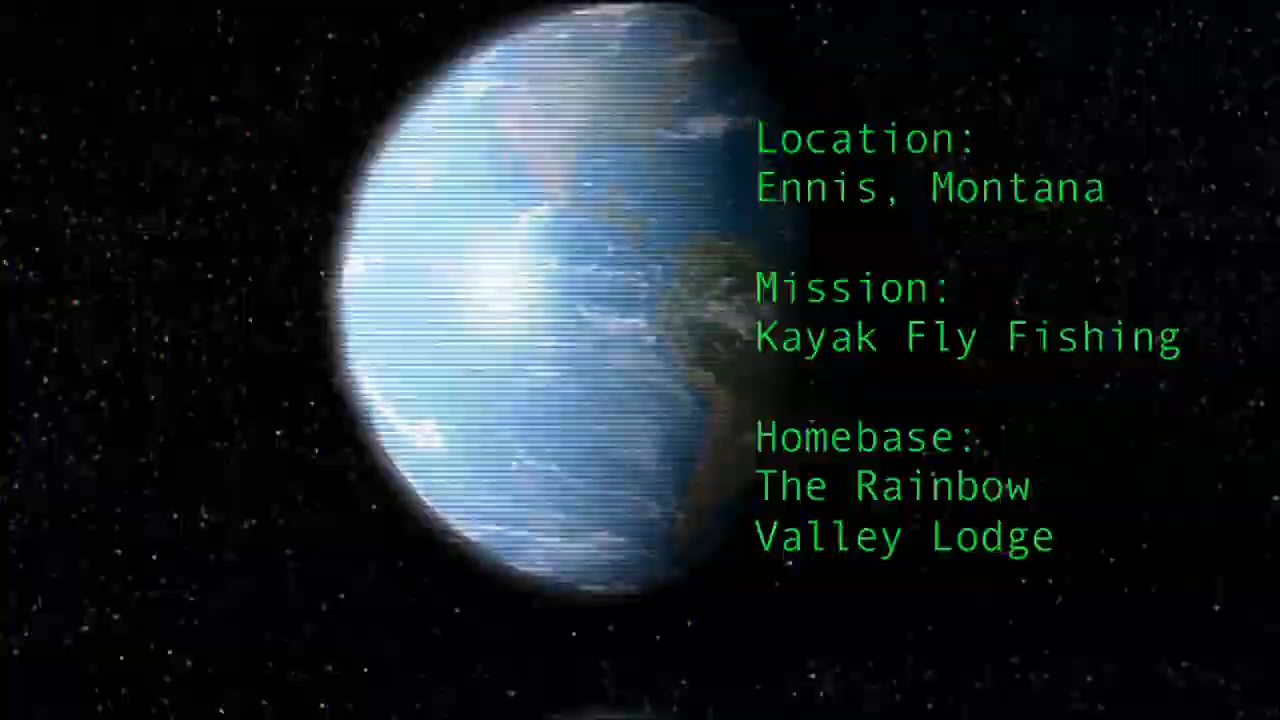 Location:
Ennis, Montana
Mission:
Kayak Fly Fishing
Homebase:
The Rainbow
Valley Lodge